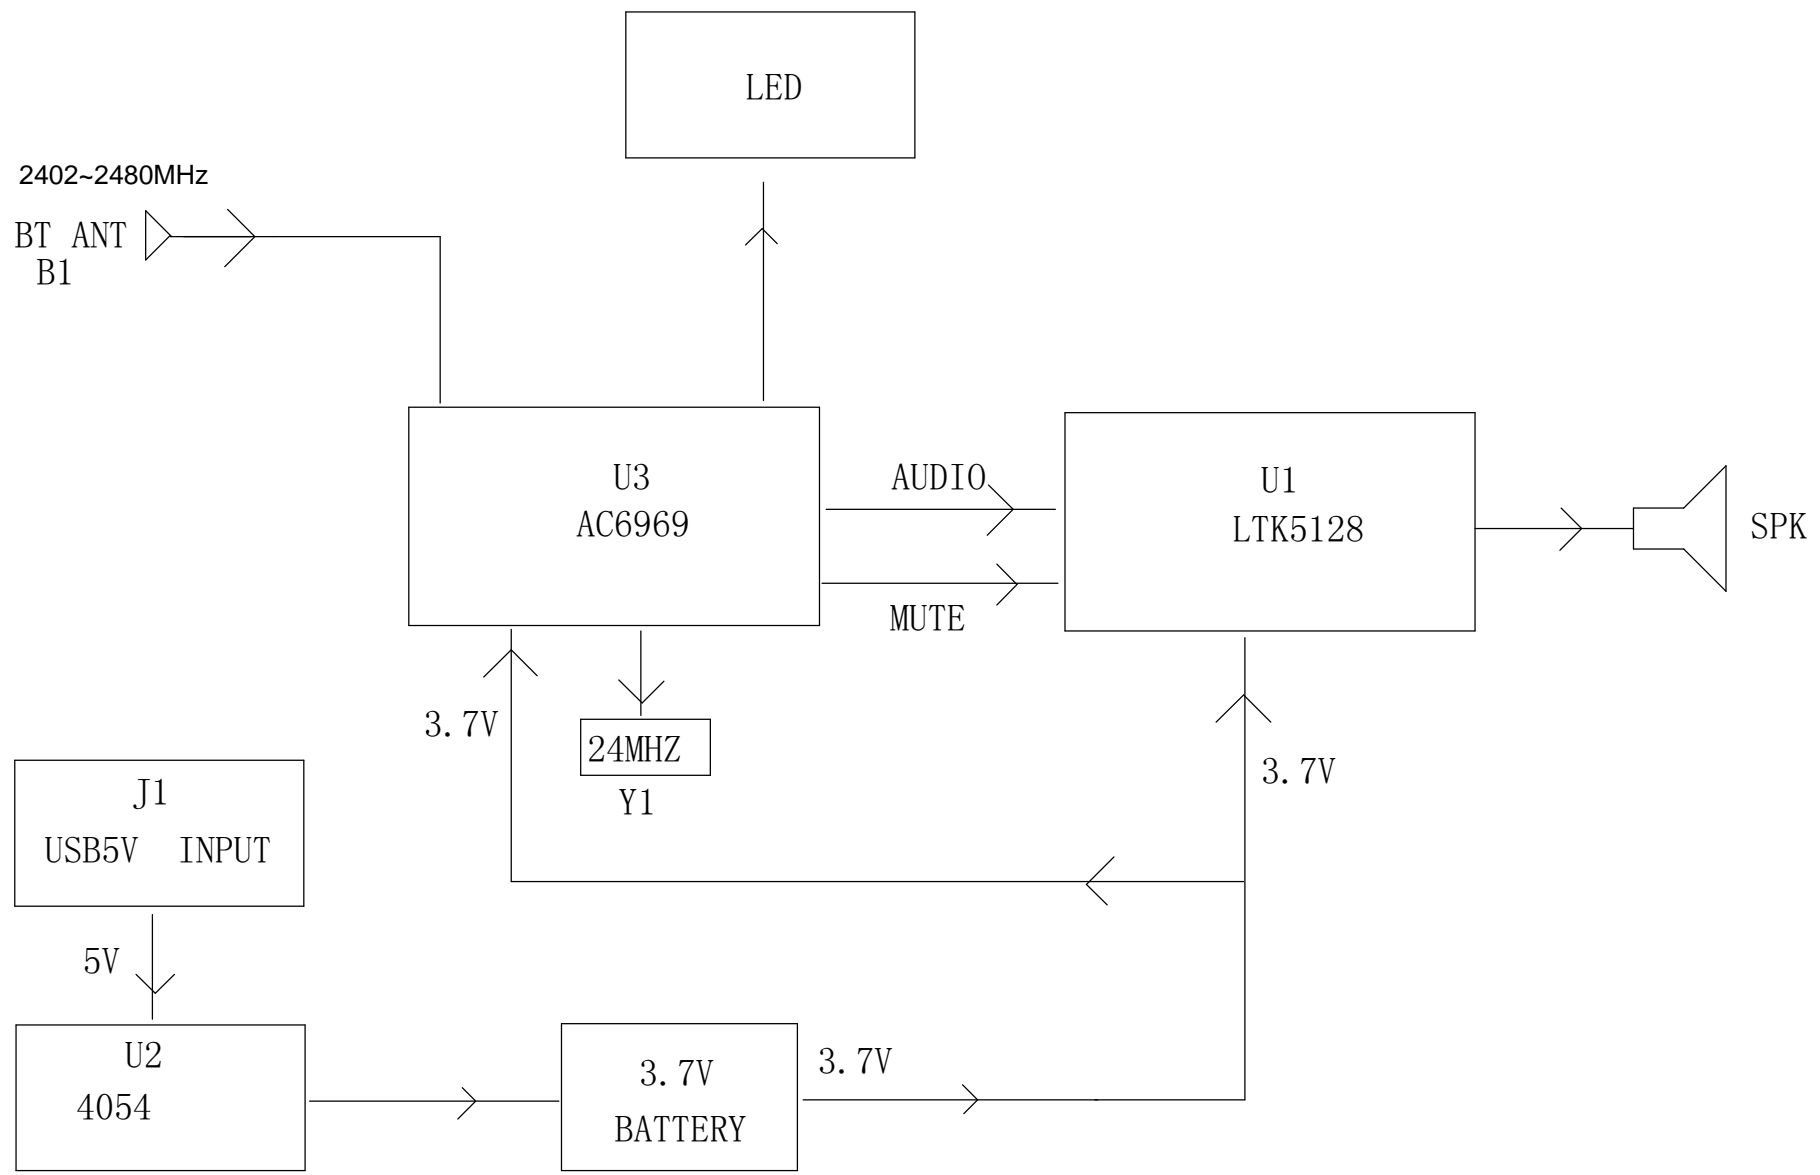 LED
2402~2480MHz
BT ANT
B1
U3
AC6969
AUDIO
MUTE
U1
LTK5128
SPK
3.7V
24MHZ
Y1
3.7V
J1
USB5V INPUT
5V
U2
4054
3.7V
BATTERY
3.7V